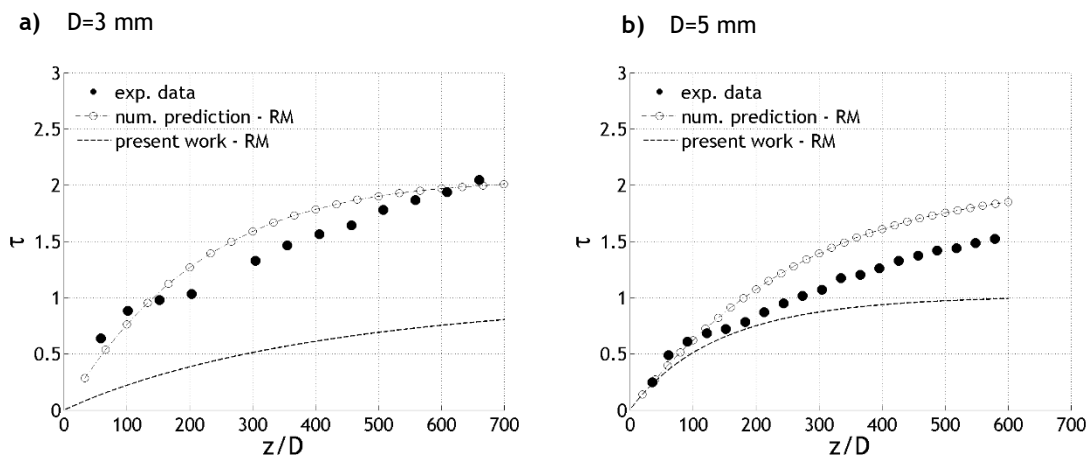 a) D=3 mm
3
2.5
2
1.5
1
0.5
0
τ
exp. data
num. prediction - RM
present work - RM
0 100 200 300 400 500 600 700
z/D
b) D=5 mm
3
2.5
2
1.5
1
0.5
0
τ
exp. data
num. prediction - RM
present work - RM
0 100 200 300 400 500 600 700
z/D